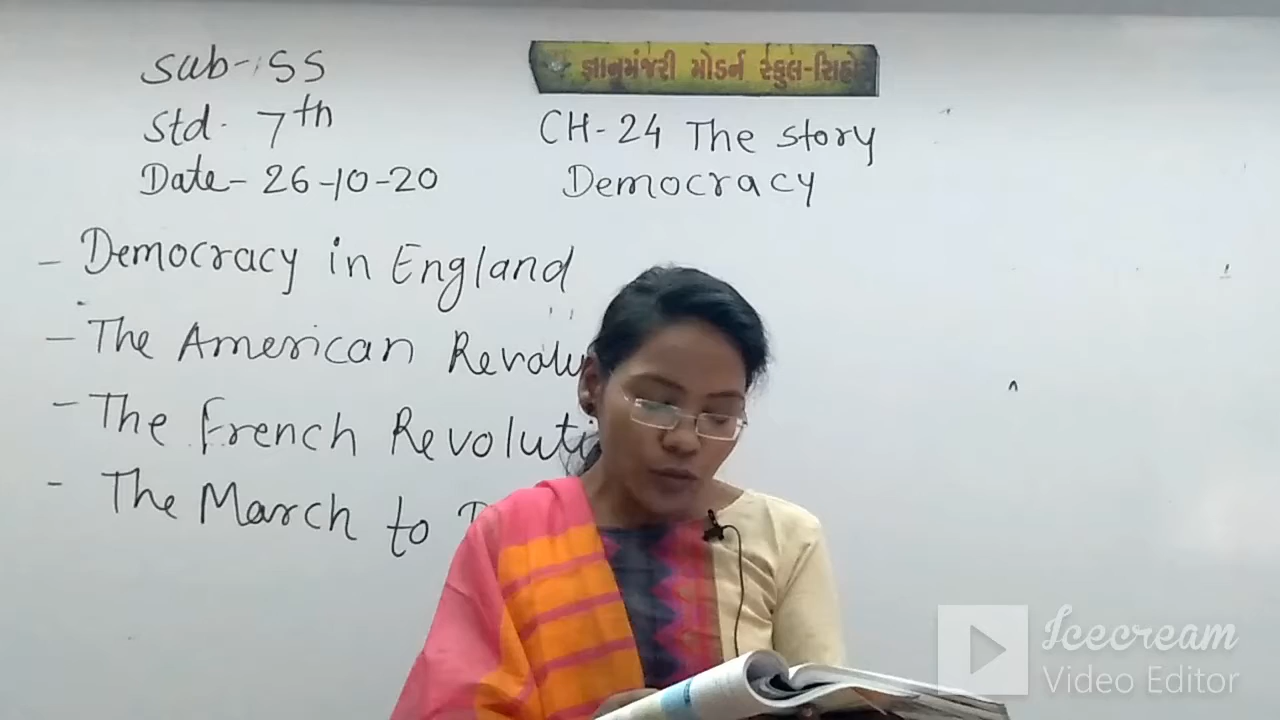 Sub- SS
જ્ઞાનમંજરી મોડર્ન સ્કુલ-સિહોર
Std. 7th
CH-24 The story
Date- 26-10-20
Democracy
- Democracy in England
- The American Revolu
- The French Revoluti
- The March to D
Icecream
Video Editor